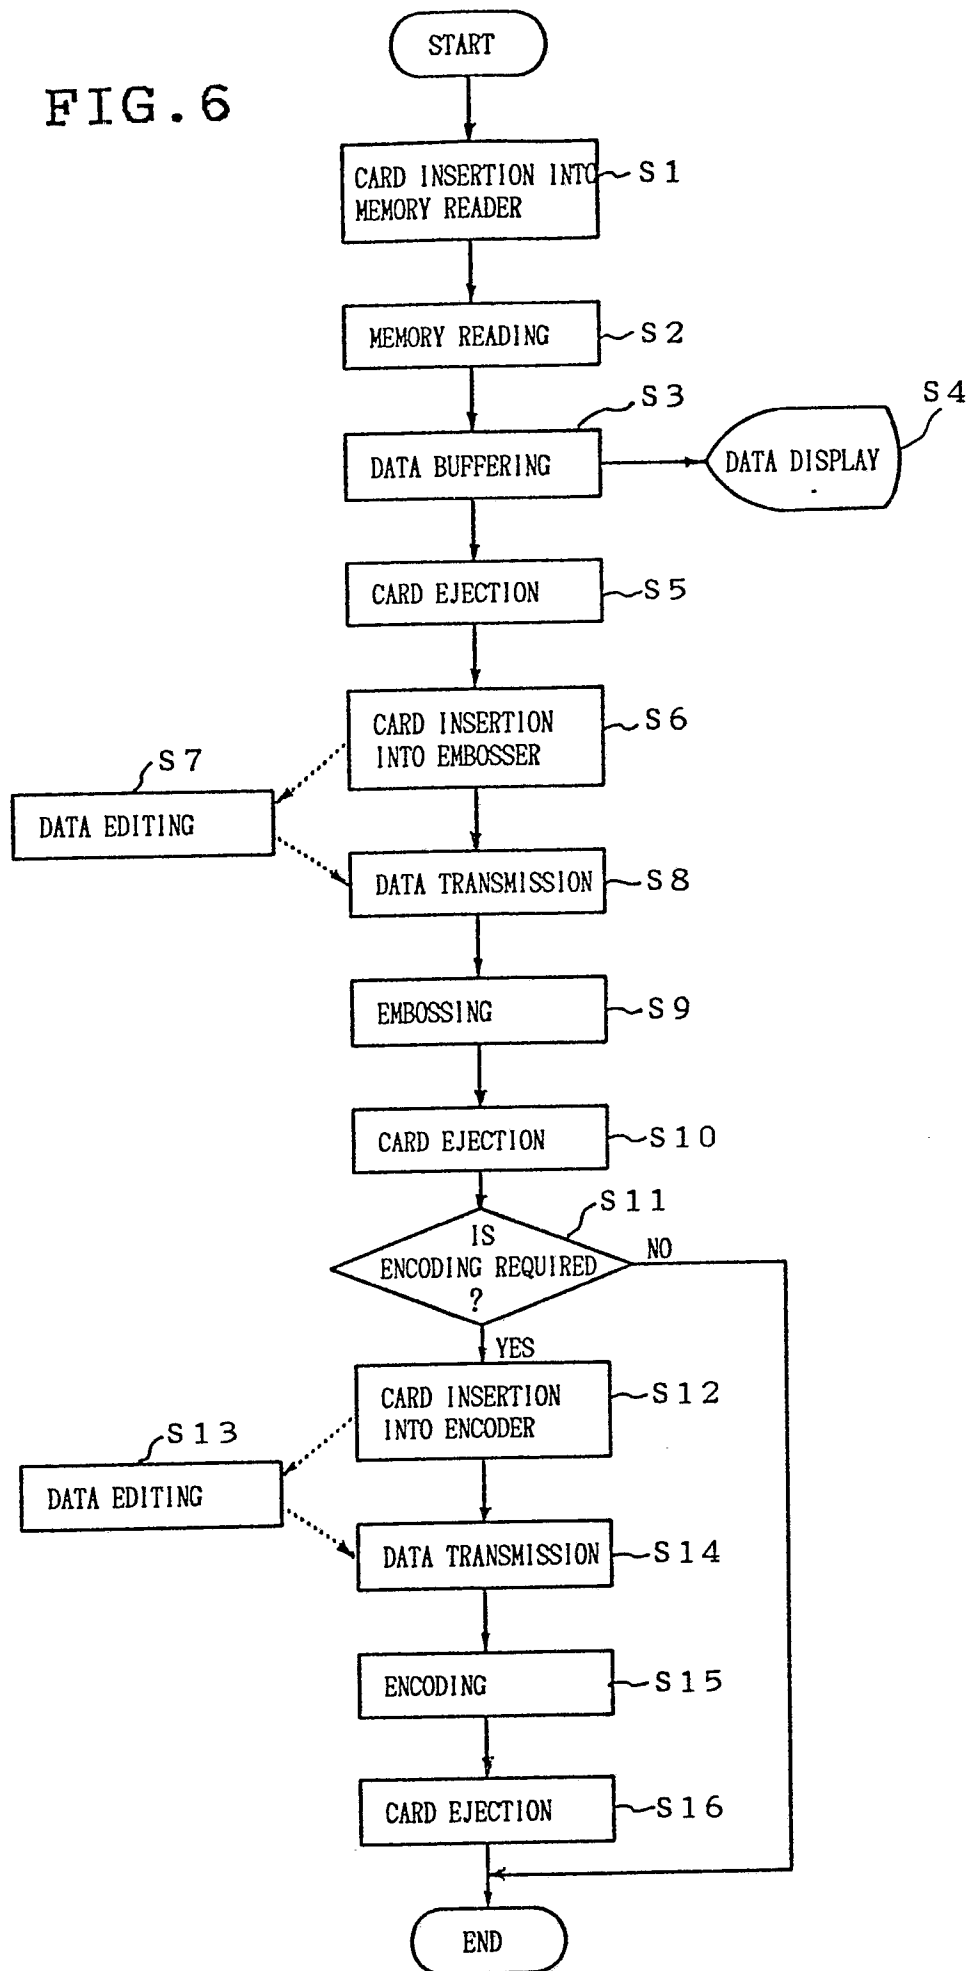 START
FIG.6
CARD INSERTION INTO
MEMORY READER
S1
MEMORY READING
S2
S3
DATA BUFFERING
S4
DATA DISPLAY
CARD EJECTION
S5
CARD INSERTION
INTO EMBOSSER
S6
S7
DATA EDITING
DATA TRANSMISSION
S8
EMBOSSING
S9
CARD EJECTION
S10
S11
IS
ENCODING REQUIRED
?
NO
YES
CARD INSERTION
INTO ENCODER
S12
S13
DATA EDITING
DATA TRANSMISSION
S14
ENCODING
S15
CARD EJECTION
S16
END